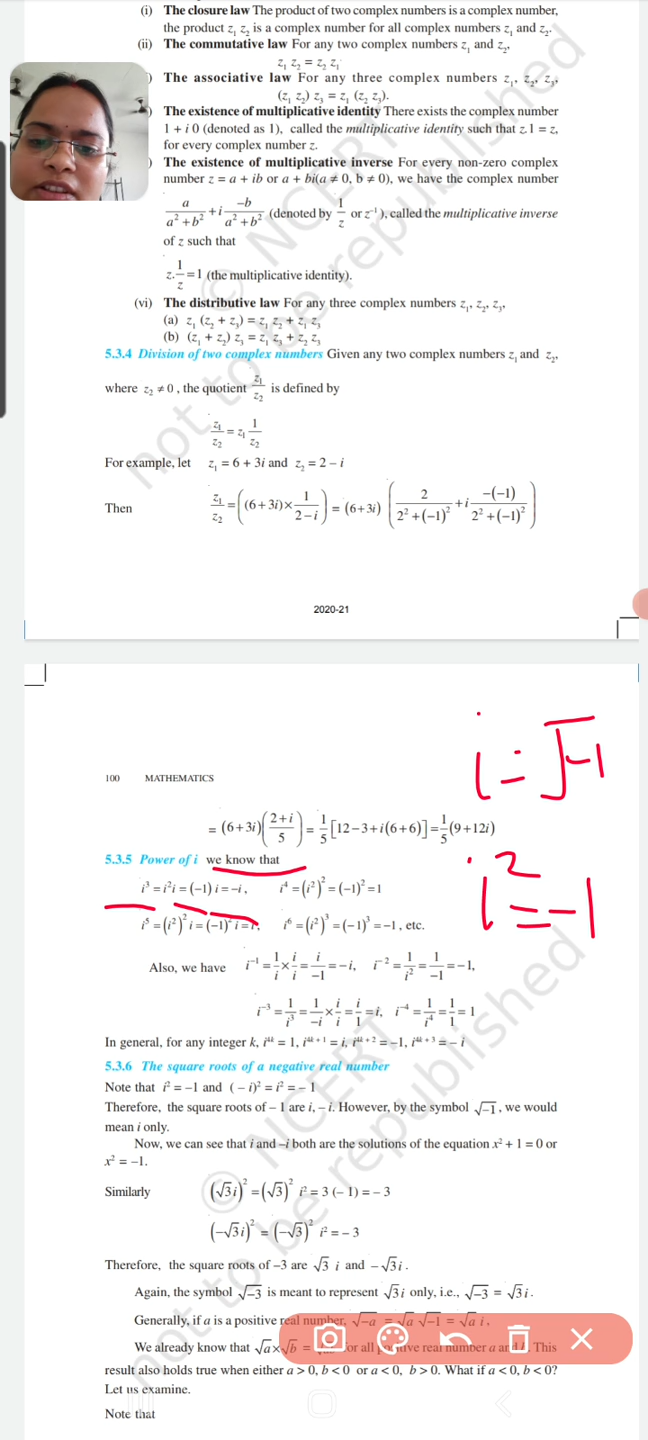 (i) The closure law The product of two complex numbers is a complex number,
the product z₁ z₂ is a complex number for all complex numbers z₁ and z₂.
(ii) The commutative law For any two complex numbers z₁ and z₂,
z₁ z₂ = z₂ z₁
) The associative law For any three complex numbers z₁, z₂, z₃,
(z₁ z₂) z₃ = z₁ (z₂ z₃).
) The existence of multiplicative identity There exists the complex number
1 + i 0 (denoted as 1), called the multiplicative identity such that z.1 = z,
for every complex number z.
) The existence of multiplicative inverse For every non-zero complex
number z = a + ib or a + bi(a ≠ 0, b ≠ 0), we have the complex number
a/(a²+b²) + i −b/(a²+b²) (denoted by 1/z or z⁻¹), called the multiplicative inverse
of z such that
z.1/z = 1 (the multiplicative identity).
(vi) The distributive law For any three complex numbers z₁, z₂, z₃,
(a) z₁ (z₂ + z₃) = z₁ z₂ + z₁ z₃
(b) (z₁ + z₂) z₃ = z₁ z₃ + z₂ z₃
5.3.4 Division of two complex numbers Given any two complex numbers z₁ and z₂,
where z₂ ≠ 0, the quotient z₁/z₂ is defined by
z₁/z₂ = z₁ 1/z₂
For example, let z₁ = 6 + 3i and z₂ = 2 – i
Then z₁/z₂ = ((6+3i)×1/(2−i)) = (6+3i) (2/(2²+(−1)²) + i −(−1)/(2²+(−1)²))
2020-21
i = √-1
100 MATHEMATICS
= (6+3i)((2+i)/5) = 1/5[12−3+i(6+6)] = 1/5(9+12i)
5.3.5 Power of i we know that
i² = -1
i³ = i²i = (−1) i = −i, i⁴ = (i²)² = (−1)² = 1
i⁵ = (i²)² i = (−1)² i = i, i⁶ = (i²)³ = (−1)³ = −1, etc.
Also, we have i⁻¹ = 1/i × i/i = i/−1 = −i, i⁻² = 1/i² = 1/−1 = −1,
i⁻³ = 1/i³ = 1/−i × i/i = i/1 = i, i⁻⁴ = 1/i⁴ = 1/1 = 1
In general, for any integer k, i⁴ᵏ = 1, i⁴ᵏ⁺¹ = i, i⁴ᵏ⁺² = –1, i⁴ᵏ⁺³ = – i
5.3.6 The square roots of a negative real number
Note that i² = –1 and (– i)² = i² = – 1
Therefore, the square roots of – 1 are i, – i. However, by the symbol √−1, we would
mean i only.
Now, we can see that i and –i both are the solutions of the equation x² + 1 = 0 or
x² = –1.
Similarly (√3 i)² = (√3)² i² = 3 (– 1) = – 3
(−√3 i)² = (−√3)² i² = – 3
Therefore, the square roots of –3 are √3 i and −√3 i.
Again, the symbol √−3 is meant to represent √3 i only, i.e., √−3 = √3 i.
Generally, if a is a positive real number, √−a = √a √−1 = √a i,
We already know that √a × √b = for all positive real number a and This
result also holds true when either a > 0, b < 0 or a < 0, b > 0. What if a < 0, b < 0?
Let us examine.
Note that
© NCERT
not to be republished
© NCERT
not to be republished